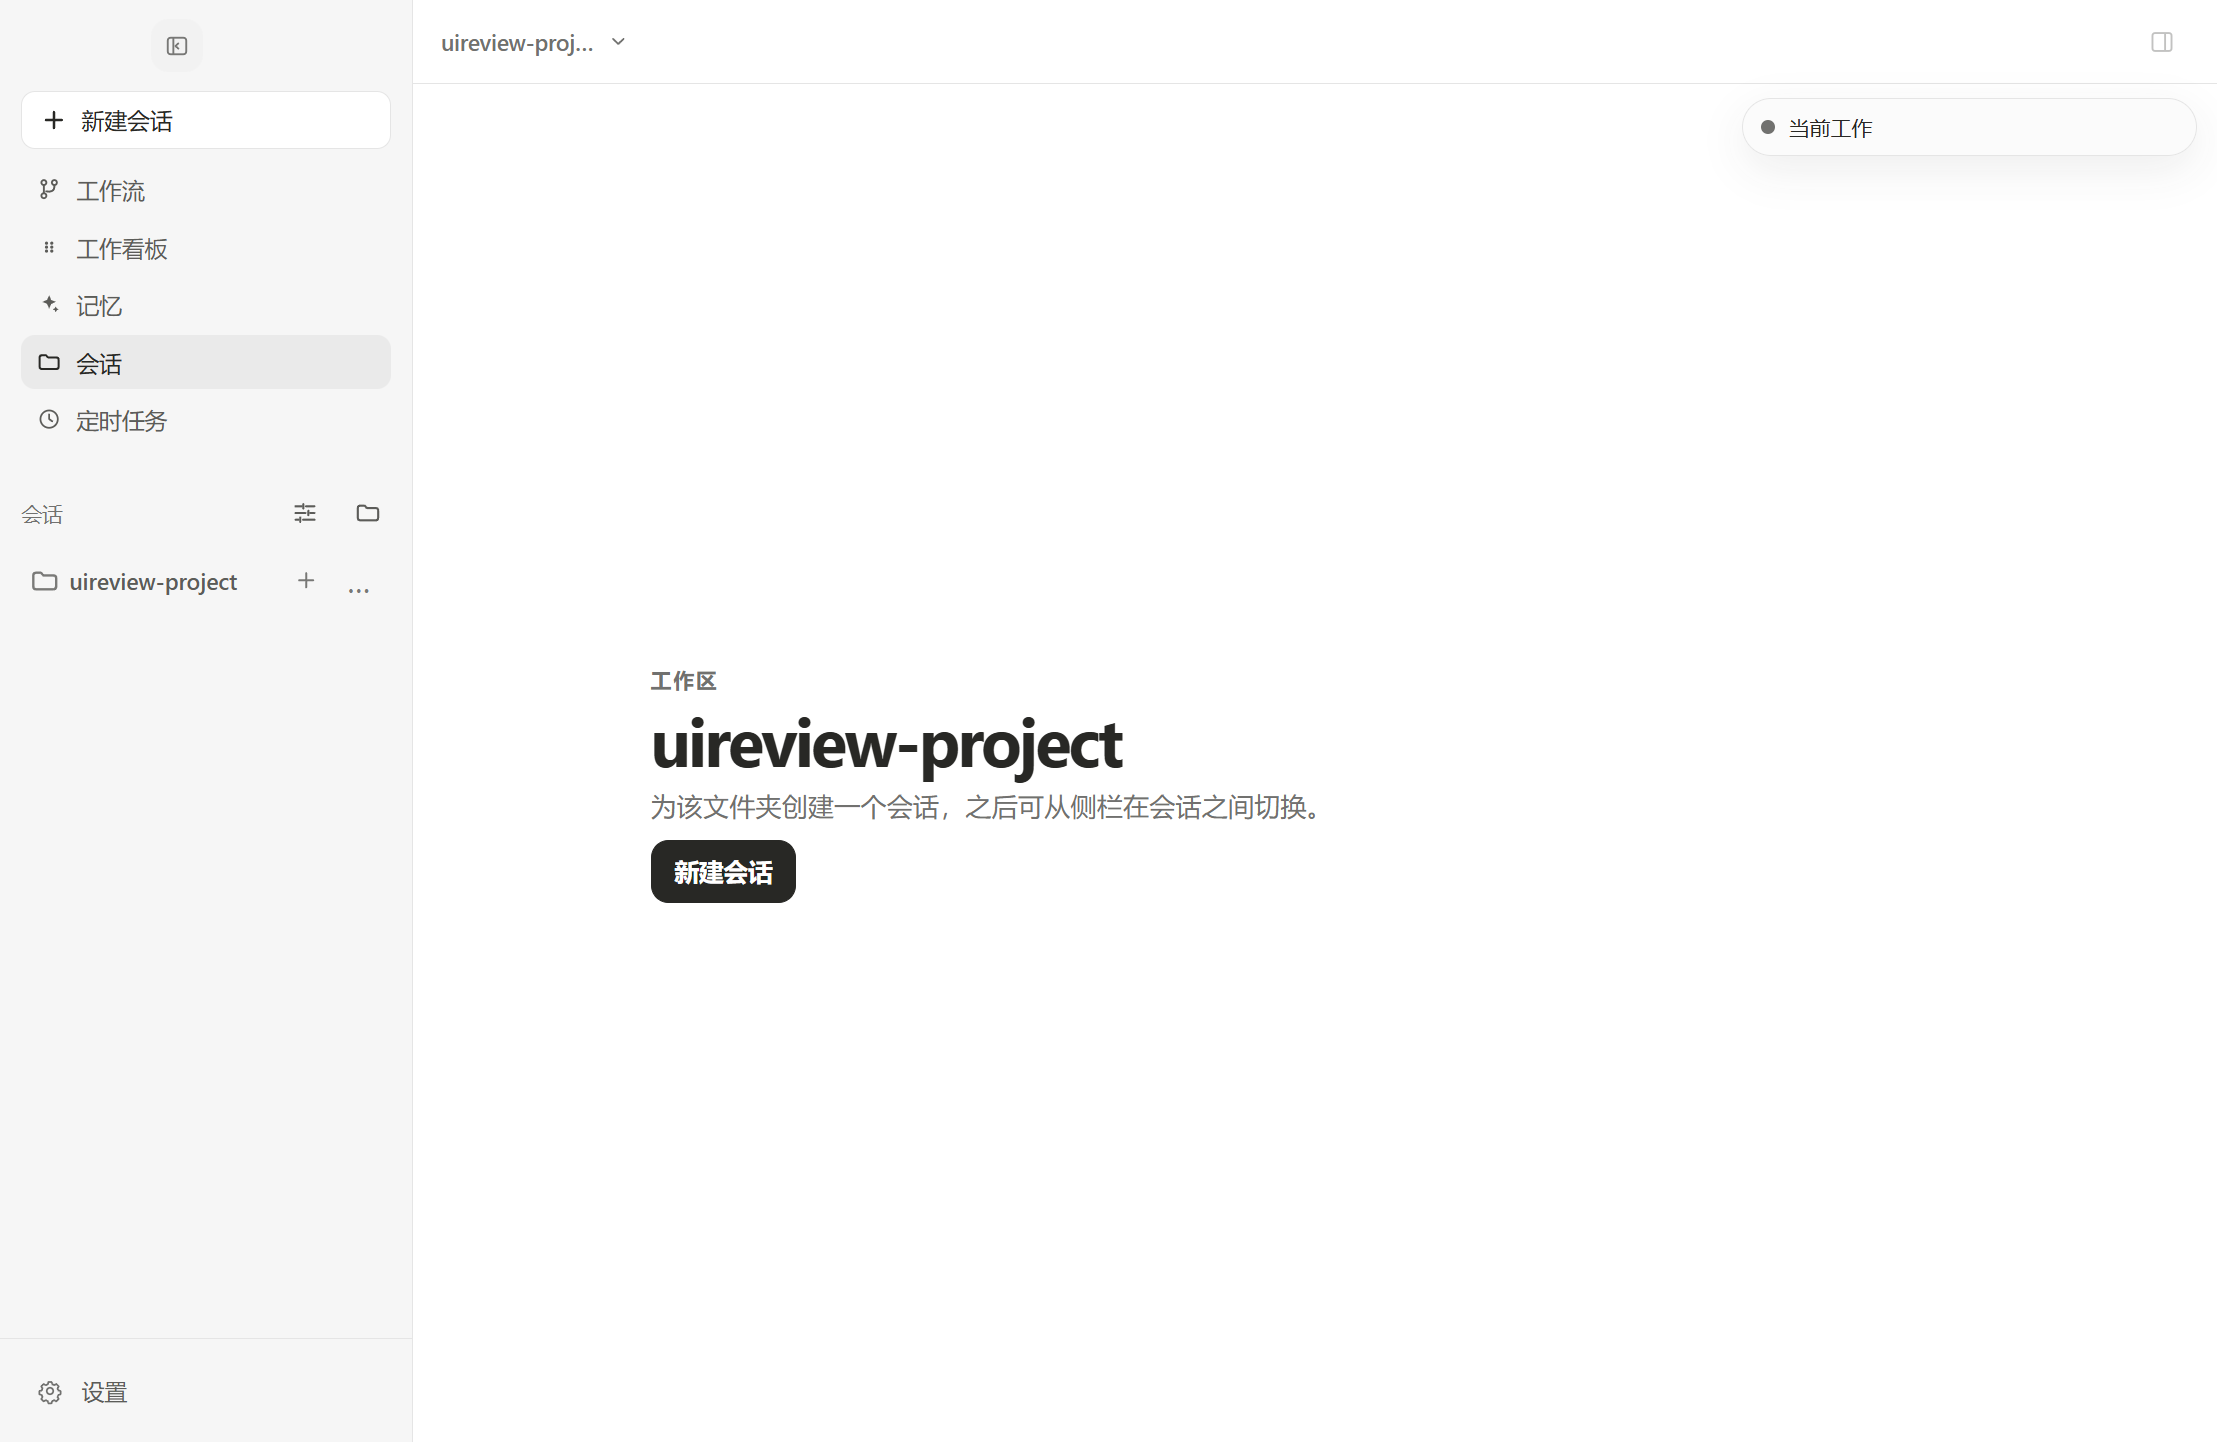 新建会话
工作流
工作看板
记忆
会话
定时任务
会话
uireview-project
...
设置
uireview-proj...
当前工作
工作区
uireview-project
为该文件夹创建一个会话，之后可从侧栏在会话之间切换。
新建会话